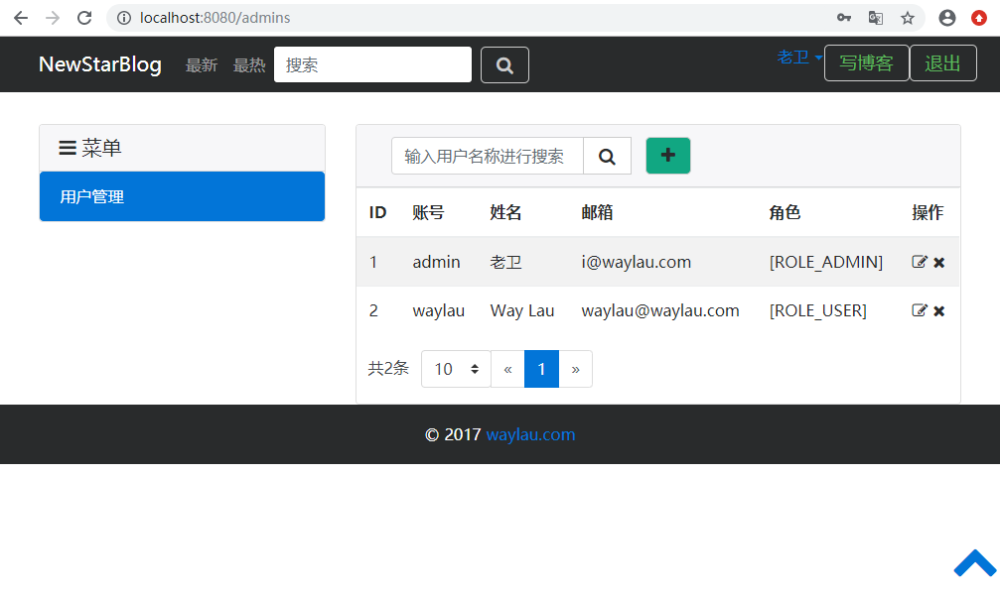 localhost:8080/admins
NewStarBlog 最新 最热 搜索 老卫 写博客 退出
菜单
用户管理
输入用户名称进行搜索
ID 账号 姓名 邮箱 角色 操作
1 admin 老卫 i@waylau.com [ROLE_ADMIN]
2 waylau Way Lau waylau@waylau.com [ROLE_USER]
共2条 10 « 1 »
© 2017 waylau.com